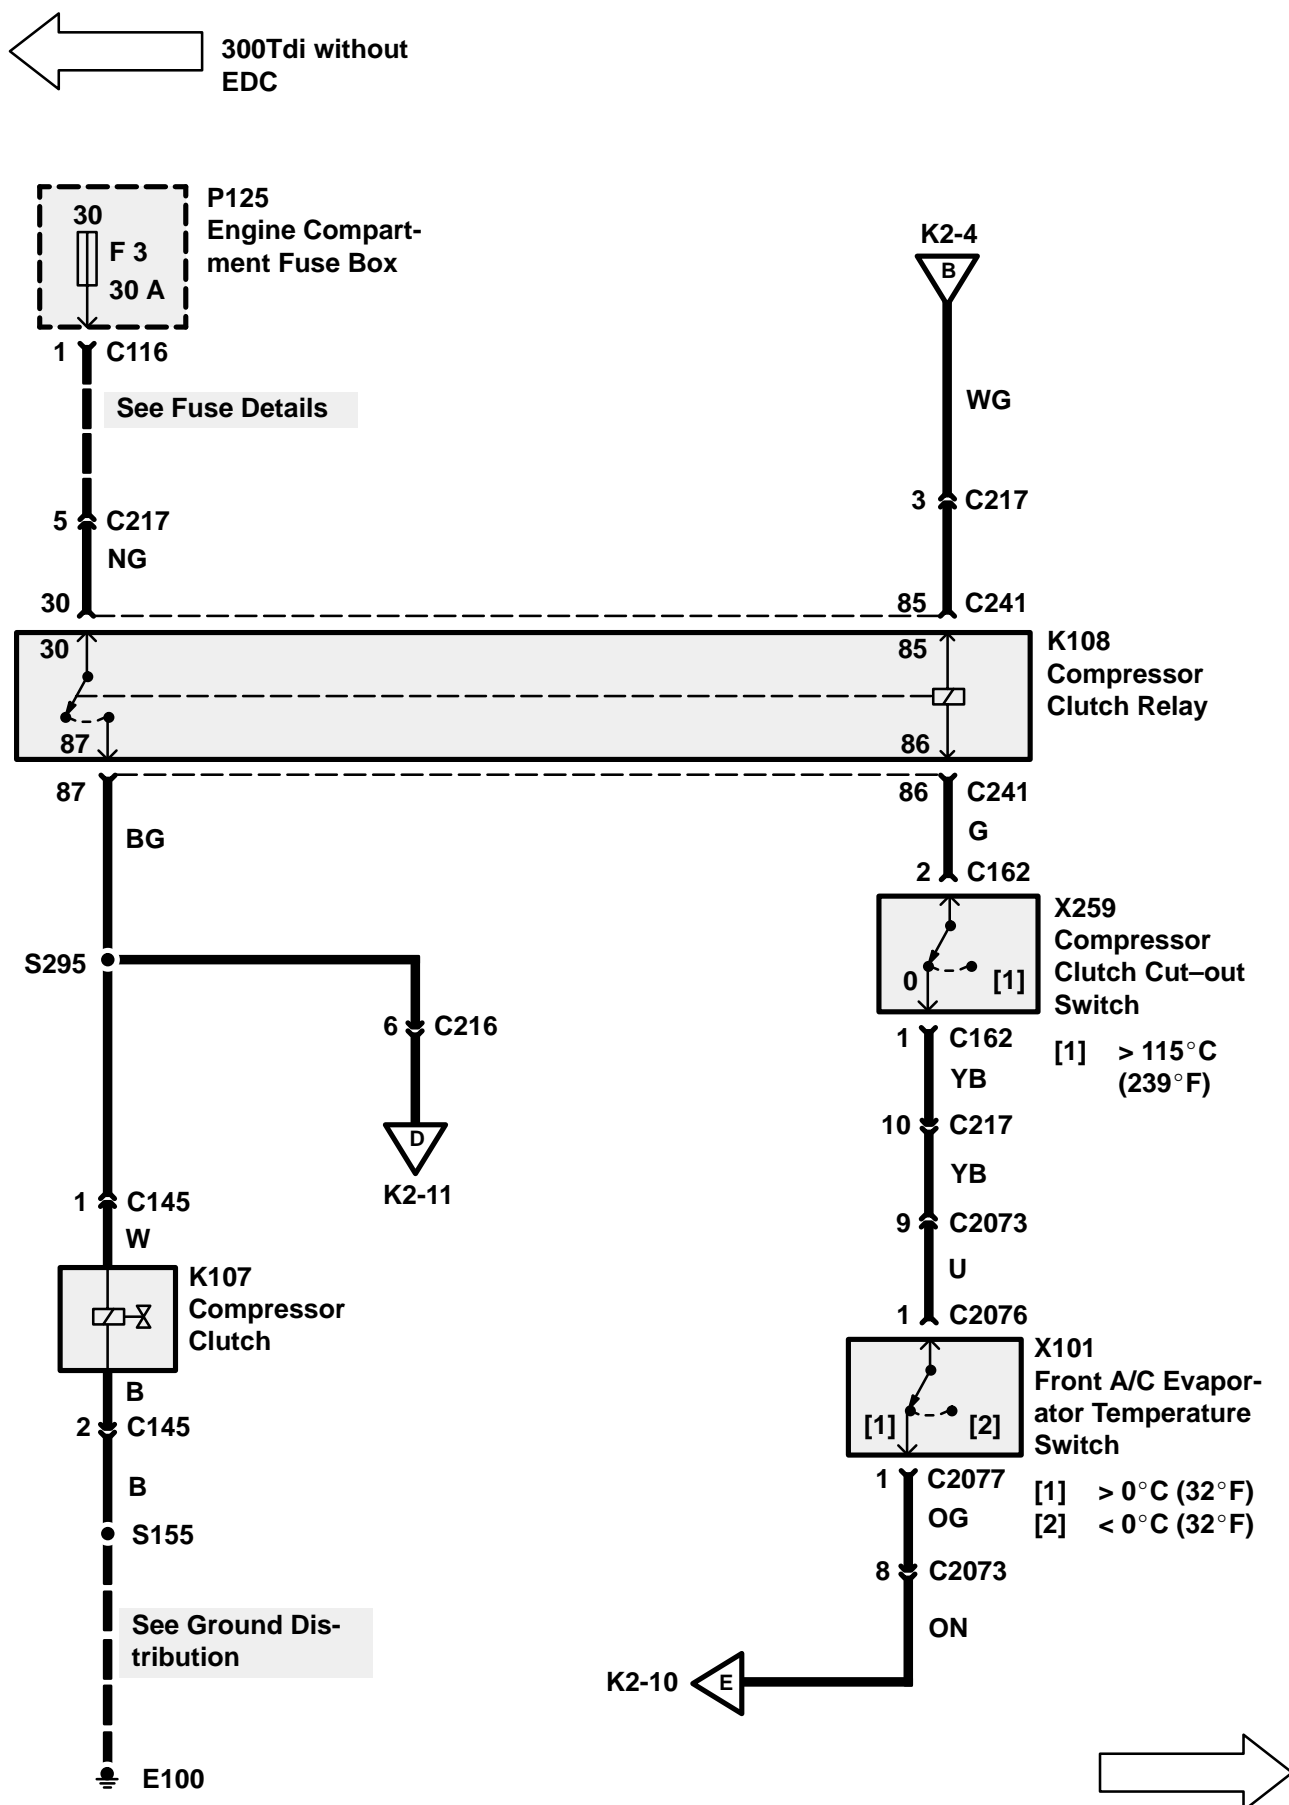 300Tdi without
EDC
P125
Engine Compart-
ment Fuse Box
30
F 3
30 A
1 C116
See Fuse Details
5 C217
NG
K2-4
B
WG
3 C217
30
85 C241
30
85
87
86
K108
Compressor
Clutch Relay
87
86 C241
BG
G
2 C162
X259
Compressor
Clutch Cut–out
Switch
0 [1]
[1] > 115°C
(239°F)
S295
6 C216
D
K2-11
1 C162
YB
10 C217
YB
9 C2073
U
1 C2076
1 C145
W
K107
Compressor
Clutch
B
2 C145
B
S155
See Ground Dis-
tribution
E100
X101
Front A/C Evapor-
ator Temperature
Switch
[1] [2]
[1] > 0°C (32°F)
[2] < 0°C (32°F)
1 C2077
OG
8 C2073
ON
K2-10
E